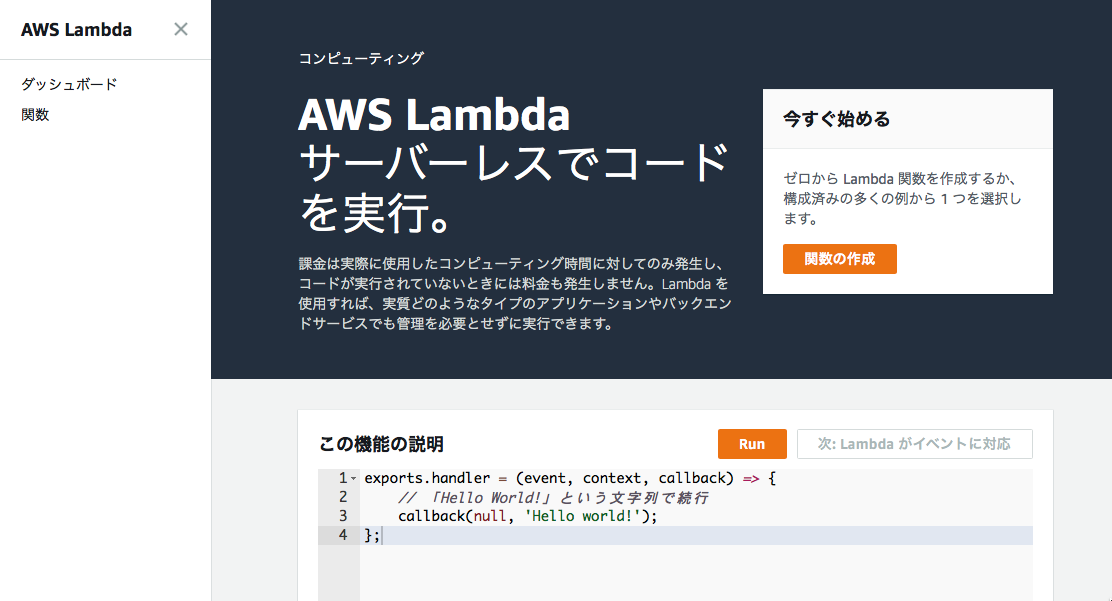 AWS Lambda
ダッシュボード
関数
コンピューティング
AWS Lambda
サーバーレスでコード
を実行。
課金は実際に使用したコンピューティング時間に対してのみ発生し、
コードが実行されていないときには料金も発生しません。Lambda を
使用すれば、実質どのようなタイプのアプリケーションやバックエン
ドサービスでも管理を必要とせずに実行できます。
今すぐ始める
ゼロから Lambda 関数を作成するか、
構成済みの多くの例から 1 つを選択し
ます。
関数の作成
この機能の説明
Run
次: Lambda がイベントに対応
1 exports.handler = (event, context, callback) => {
2 // 「Hello World!」という文字列で続行
3 callback(null, 'Hello world!');
4 };